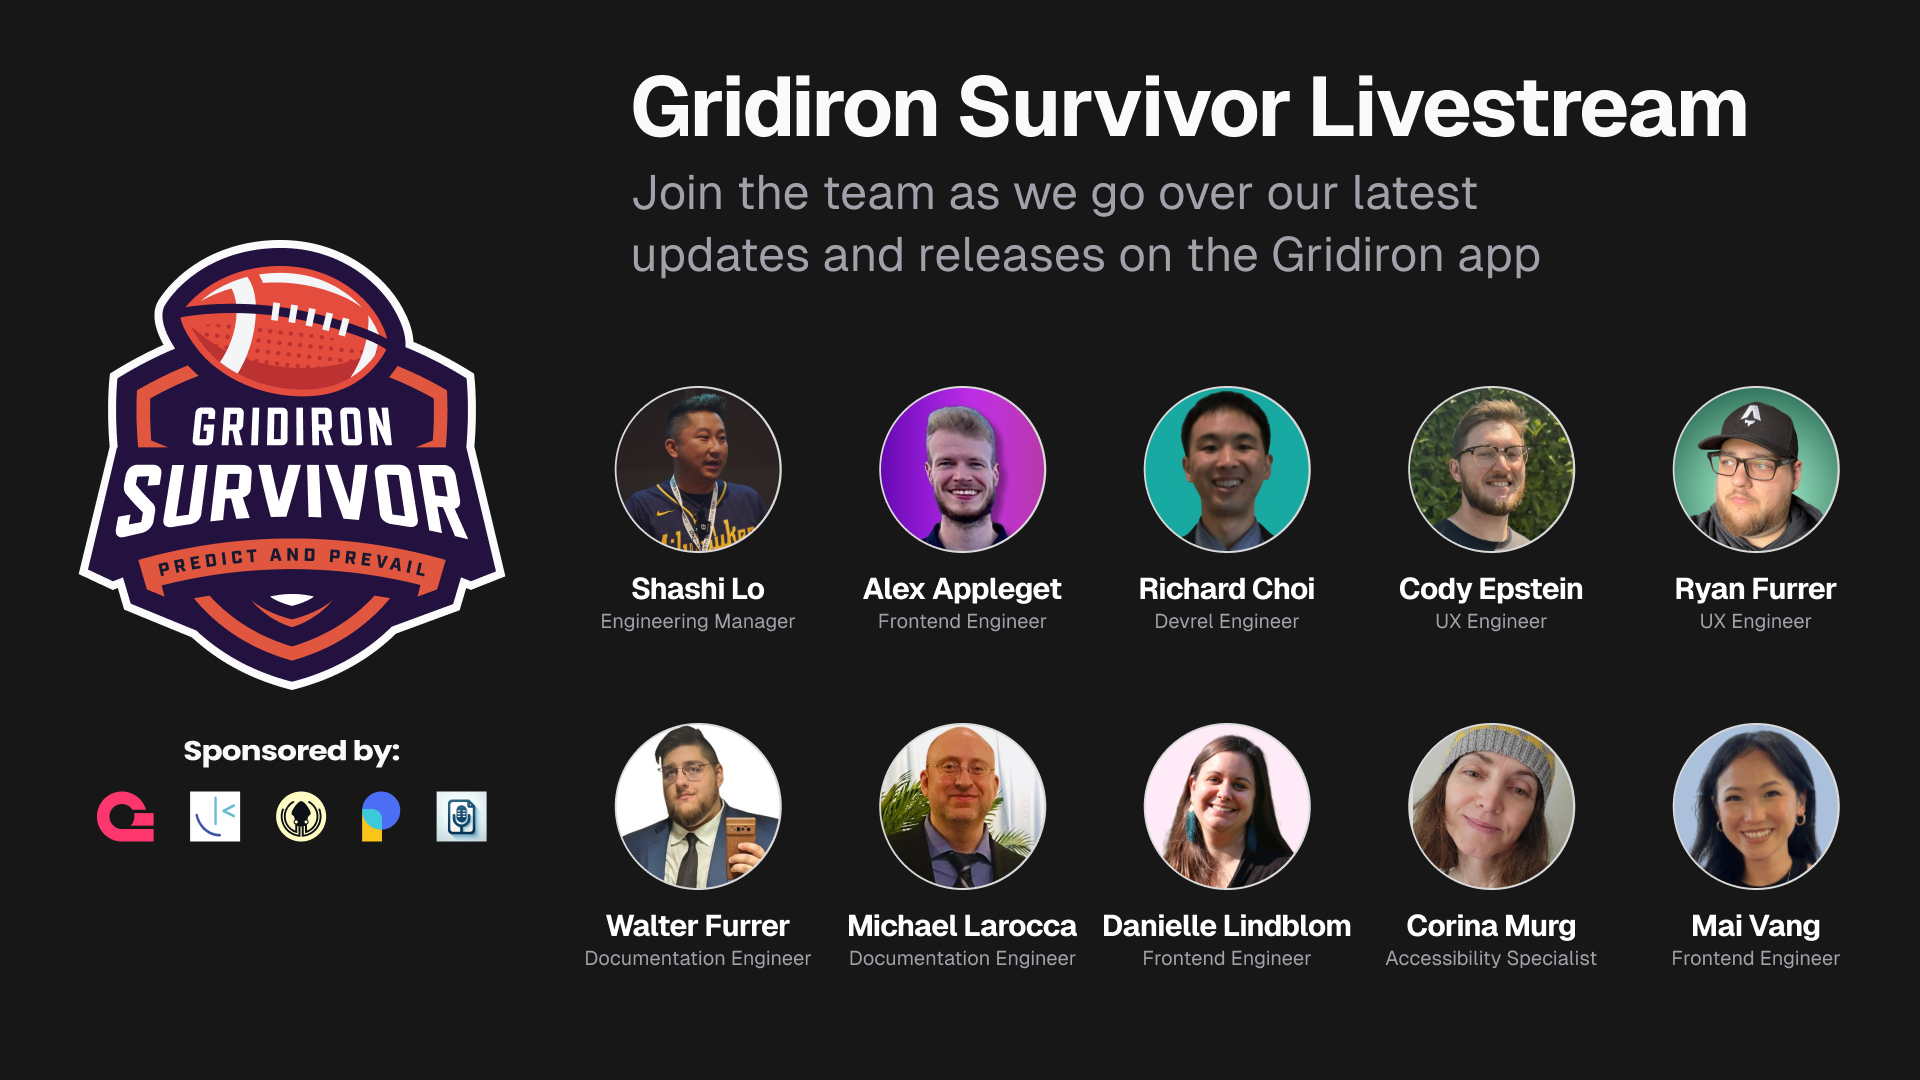 Gridiron Survivor Livestream
Join the team as we go over our latest
updates and releases on the Gridiron app
GRIDIRON
SURVIVOR
PREDICT AND PREVAIL
Sponsored by:
Shashi Lo
Engineering Manager
Alex Appleget
Frontend Engineer
Richard Choi
Devrel Engineer
Cody Epstein
UX Engineer
Ryan Furrer
UX Engineer
Walter Furrer
Documentation Engineer
Michael Larocca
Documentation Engineer
Danielle Lindblom
Frontend Engineer
Corina Murg
Accessibility Specialist
Mai Vang
Frontend Engineer